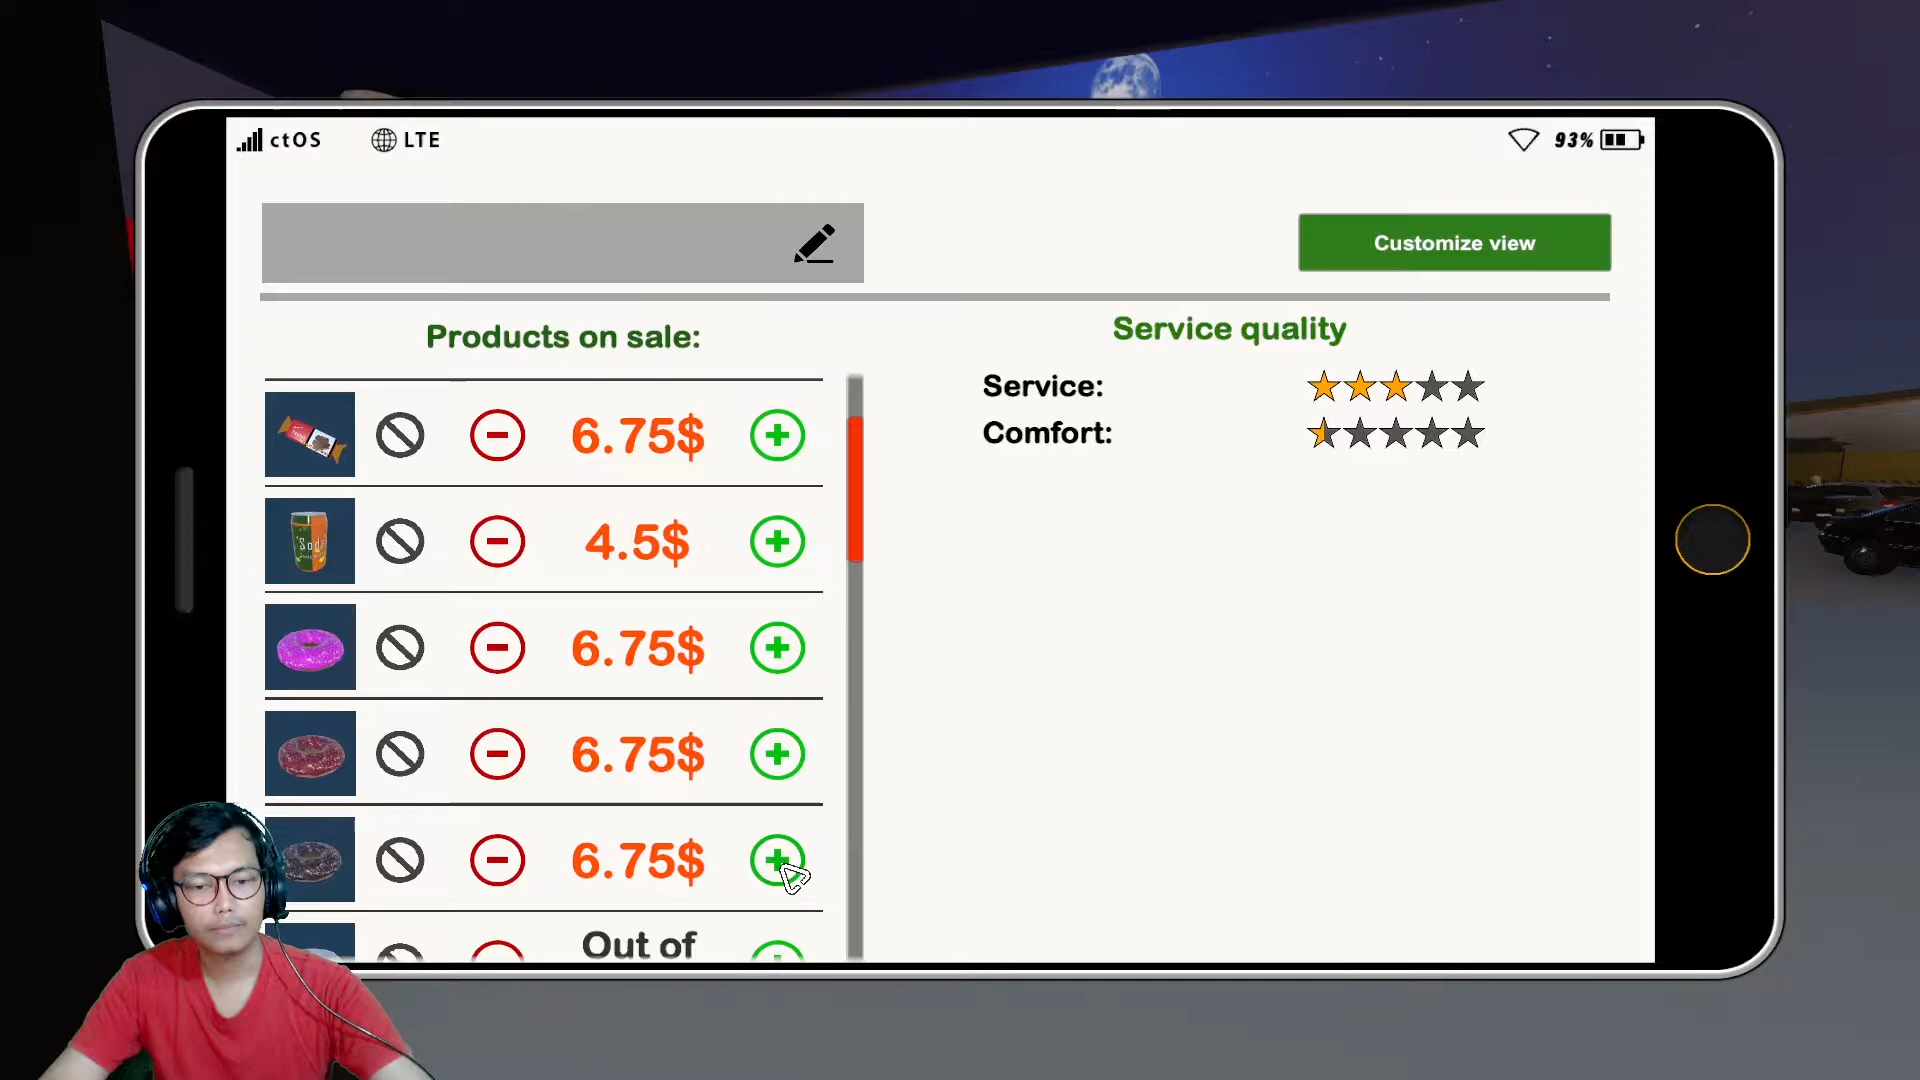 ctOS LTE 93%
Customize view
Products on sale:
Service quality
Service:
Comfort:
6.75$
4.5$
Soda
6.75$
6.75$
6.75$
Out of